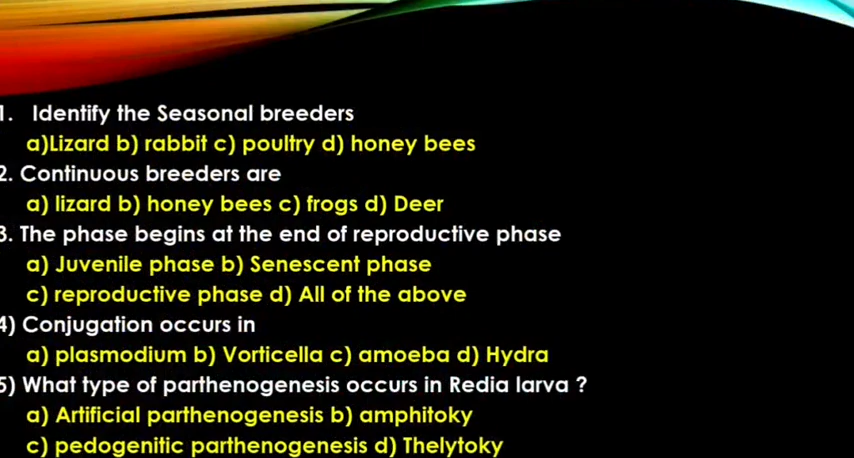 1. Identify the Seasonal breeders
a)Lizard b) rabbit c) poultry d) honey bees
2. Continuous breeders are
a) lizard b) honey bees c) frogs d) Deer
3. The phase begins at the end of reproductive phase
a) Juvenile phase b) Senescent phase
c) reproductive phase d) All of the above
4) Conjugation occurs in
a) plasmodium b) Vorticella c) amoeba d) Hydra
5) What type of parthenogenesis occurs in Redia larva ?
a) Artificial parthenogenesis b) amphitoky
c) pedogenitic parthenogenesis d) Thelytoky